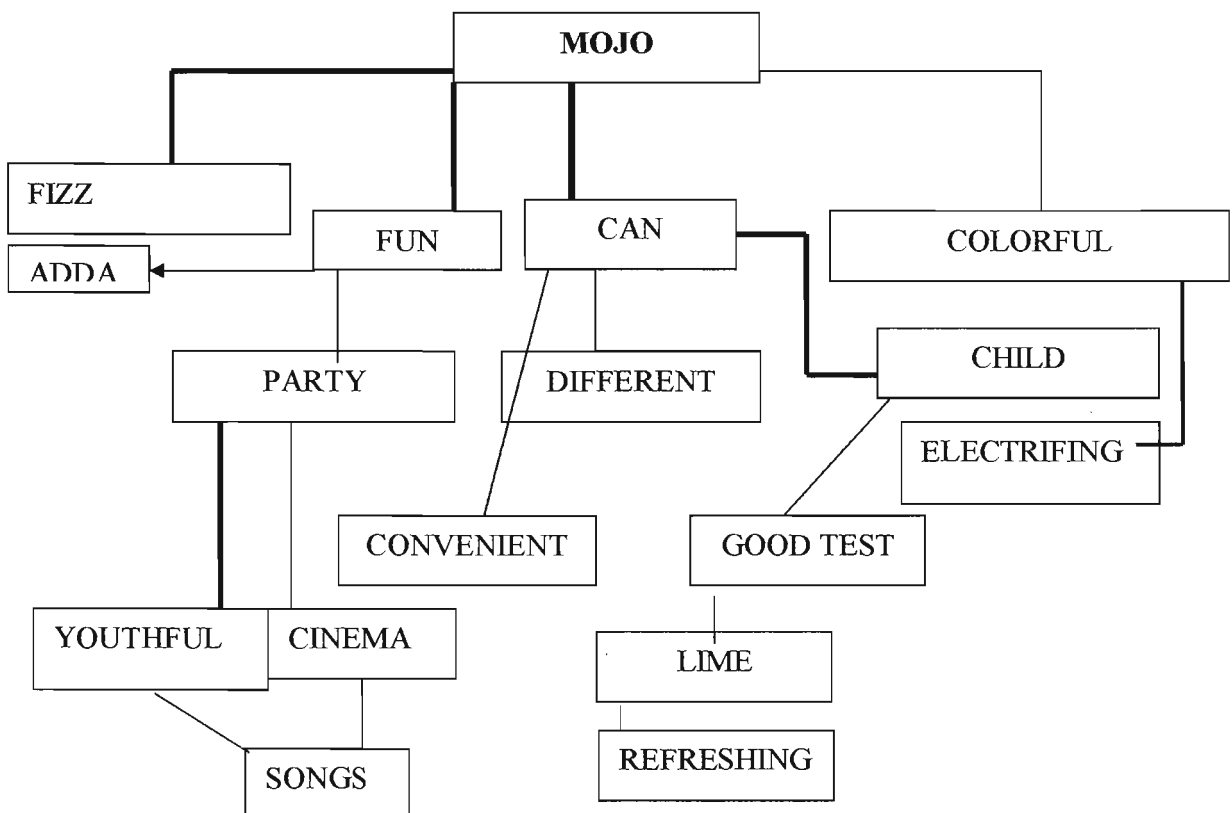 MOJO
FIZZ
FUN
CAN
COLORFUL
ADDA
PARTY
DIFFERENT
CHILD
ELECTRIFING
CONVENIENT
GOOD TEST
YOUTHFUL
CINEMA
LIME
SONGS
REFRESHING